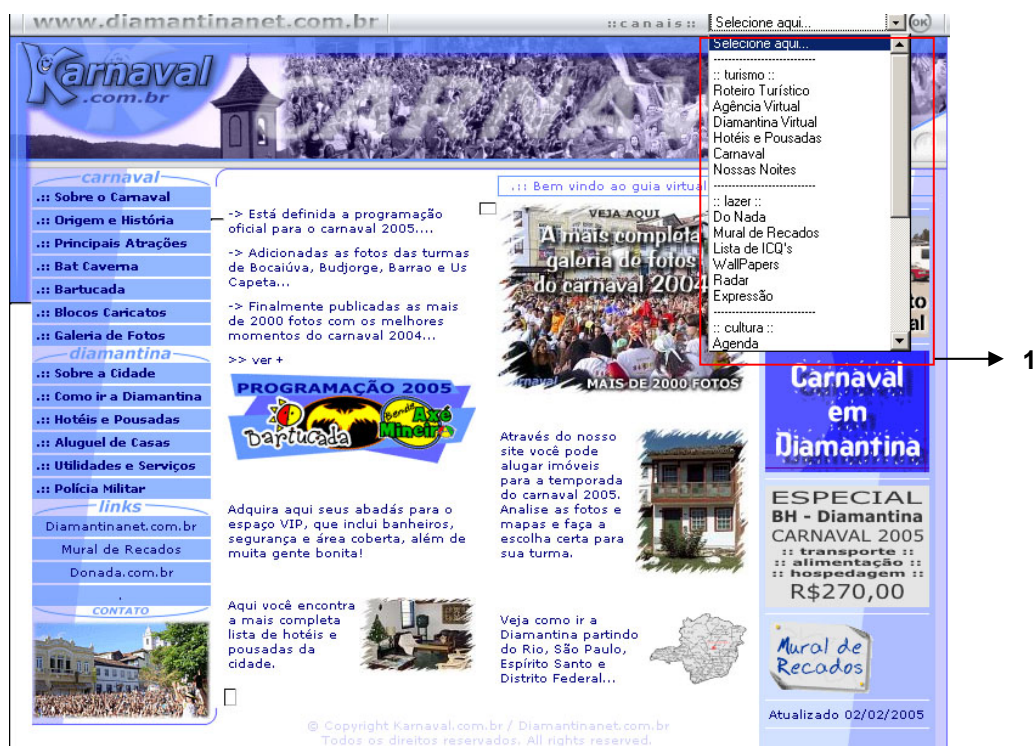 www.diamantinanet.com.br
::canais::
Selecione aqui...
OK
Selecione aqui...
------------------------
:: turismo ::
Roteiro Turístico
Agência Virtual
Diamantina Virtual
Hotéis e Pousadas
Carnaval
Nossas Noites
------------------------
:: lazer ::
Do Nada
Mural de Recados
Lista de ICQ's
WallPapers
Radar
Expressão
------------------------
:: cultura ::
Agenda
1
Karnaval
.com.br
CARNAVAL
carnaval
.:: Sobre o Carnaval
.:: Origem e História
.:: Principais Atrações
.:: Bat Caverna
.:: Bartucada
.:: Blocos Caricatos
.:: Galeria de Fotos
diamantina
.:: Sobre a Cidade
.:: Como ir a Diamantina
.:: Hotéis e Pousadas
.:: Aluguel de Casas
.:: Utilidades e Serviços
.:: Polícia Militar
links
Diamantinanet.com.br
Mural de Recados
Donada.com.br
.
CONTATO
.:: Bem vindo ao guia virtual
-> Está definida a programação
oficial para o carnaval 2005....
-> Adicionadas as fotos das turmas
de Bocaiúva, Budjorge, Barrao e Us
Capeta...
-> Finalmente publicadas as mais
de 2000 fotos com os melhores
momentos do carnaval 2004...
>> ver +
PROGRAMAÇÃO 2005
Bartucada
Banda Axé
Mineira
Adquira aqui seus abadás para o
espaço VIP, que inclui banheiros,
segurança e área coberta, além de
muita gente bonita!
Aqui você encontra
a mais completa
lista de hotéis e
pousadas da
cidade.
VEJA AQUI
A mais completa
galeria de fotos
do carnaval 2004
MAIS DE 2000 FOTOS
Através do nosso
site você pode
alugar imóveis
para a temporada
do carnaval 2005.
Analise as fotos e
mapas e faça a
escolha certa para
sua turma.
Veja como ir a
Diamantina partindo
do Rio, São Paulo,
Espírito Santo e
Distrito Federal...
to
al
Carnaval
em
Diamantina
ESPECIAL
BH - Diamantina
CARNAVAL 2005
:: transporte ::
:: alimentação ::
:: hospedagem ::
R$270,00
Mural de
Recados
Atualizado 02/02/2005
© Copyright Karnaval.com.br / Diamantinanet.com.br
Todos os direitos reservados. All rights reserved.